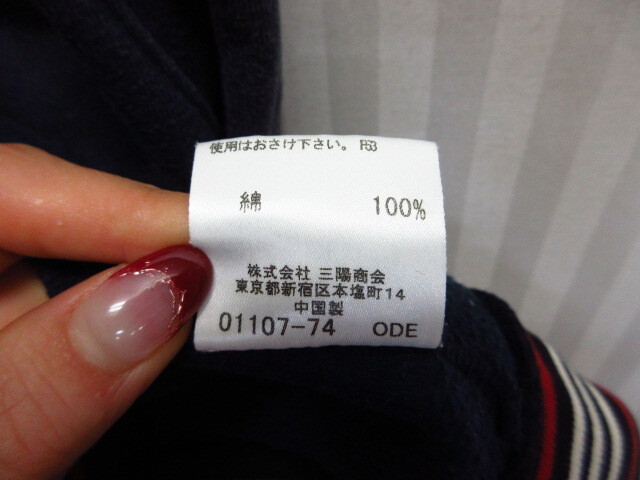 使用はおさけ下さい。 F53
綿 100%
株式会社 三陽商会
東京都新宿区本塩町14
中国製
01107-74 ODE